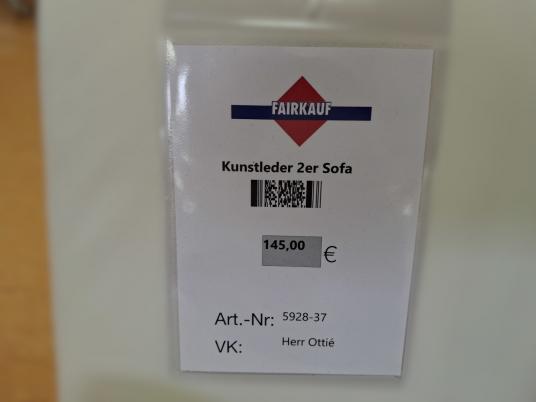 FAIRKAUF
Kunstleder 2er Sofa
145,00 €
Art.-Nr: 5928-37
VK: Herr Ottié